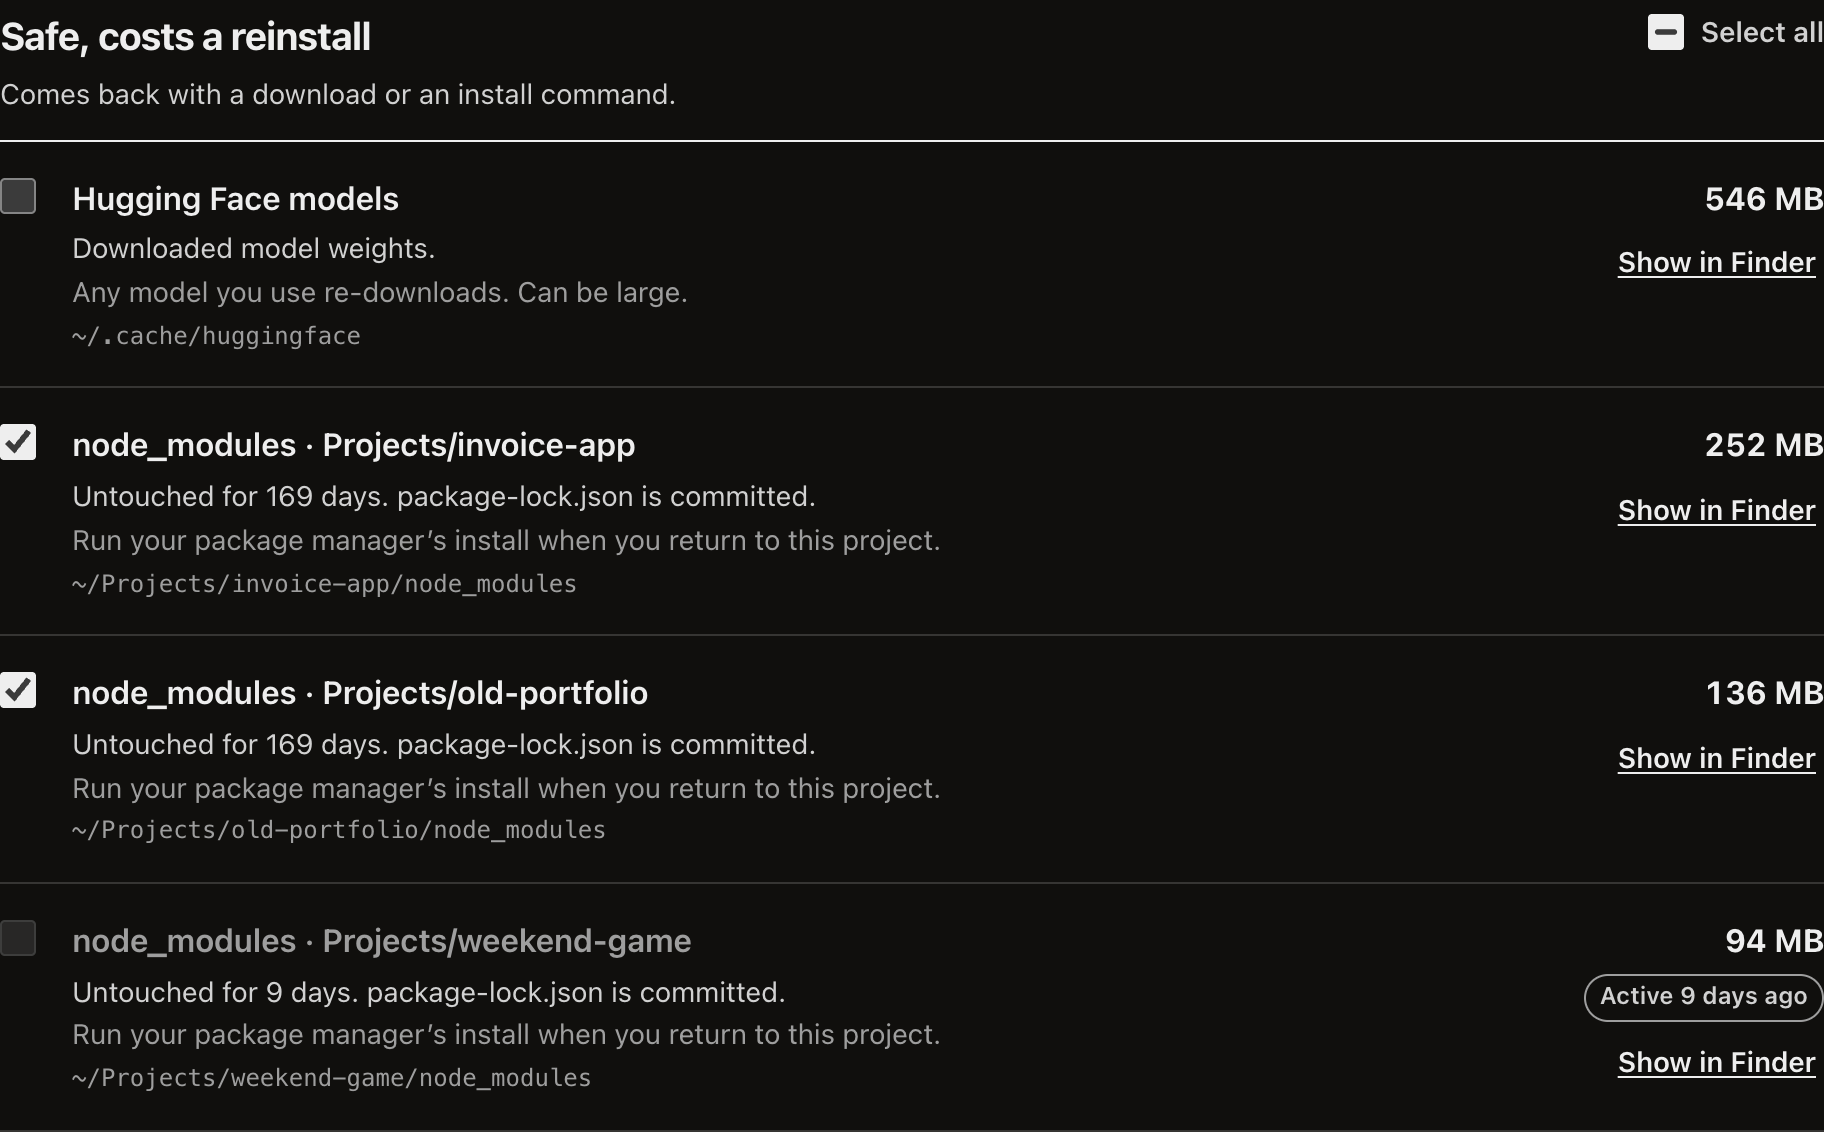 Safe, costs a reinstall
Select all
Comes back with a download or an install command.
Hugging Face models
546 MB
Downloaded model weights.
Show in Finder
Any model you use re-downloads. Can be large.
~/.cache/huggingface
node_modules · Projects/invoice-app
252 MB
Untouched for 169 days. package-lock.json is committed.
Show in Finder
Run your package manager’s install when you return to this project.
~/Projects/invoice-app/node_modules
node_modules · Projects/old-portfolio
136 MB
Untouched for 169 days. package-lock.json is committed.
Show in Finder
Run your package manager’s install when you return to this project.
~/Projects/old-portfolio/node_modules
node_modules · Projects/weekend-game
94 MB
Untouched for 9 days. package-lock.json is committed.
Active 9 days ago
Run your package manager’s install when you return to this project.
Show in Finder
~/Projects/weekend-game/node_modules